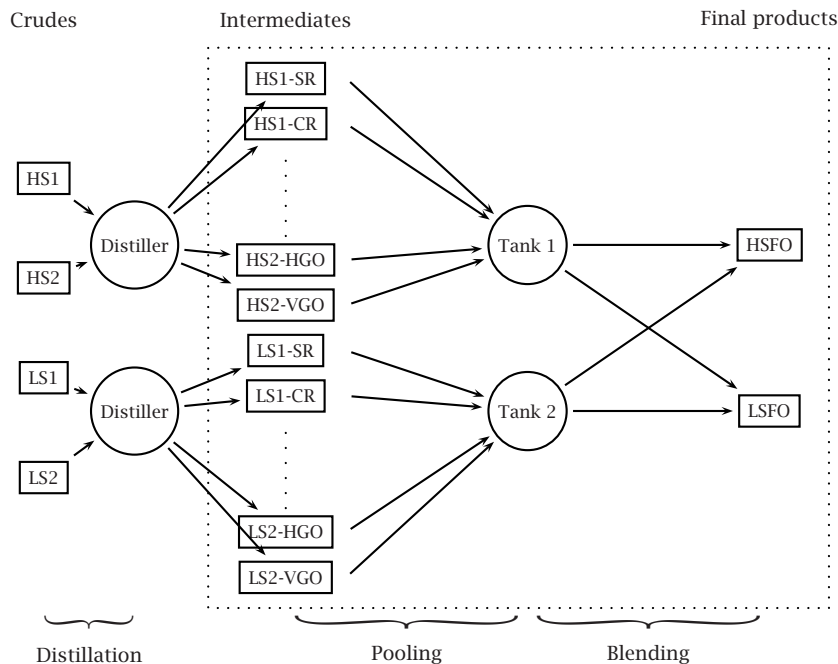 Crudes
Intermediates
Final products
HS1-SR
HS1-CR
HS1
Distiller
HS2
HS2-HGO
HS2-VGO
Tank 1
HSFO
LS1-SR
LS1
LS1-CR
Distiller
LS2
Tank 2
LSFO
LS2-HGO
LS2-VGO
Distillation
Pooling
Blending